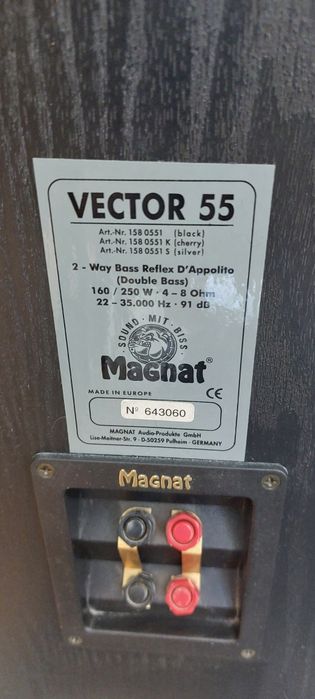 VECTOR 55
Art.-Nr. 158 0551 (black)
Art.-Nr. 158 0551 K (cherry)
Art.-Nr. 158 0551 S (silver)
2 - Way Bass Reflex D'Appolito
(Double Bass)
160 / 250 W · 4 – 8 Ohm
22 – 35.000 Hz · 91 dB
· SOUND · MIT · BISS ·
Magnat®
MADE IN EUROPE
CE
Nº 643060
MAGNAT Audio-Produkte GmbH
Lise-Meitner-Str. 9 · D-50259 Pulheim · GERMANY
Magnat